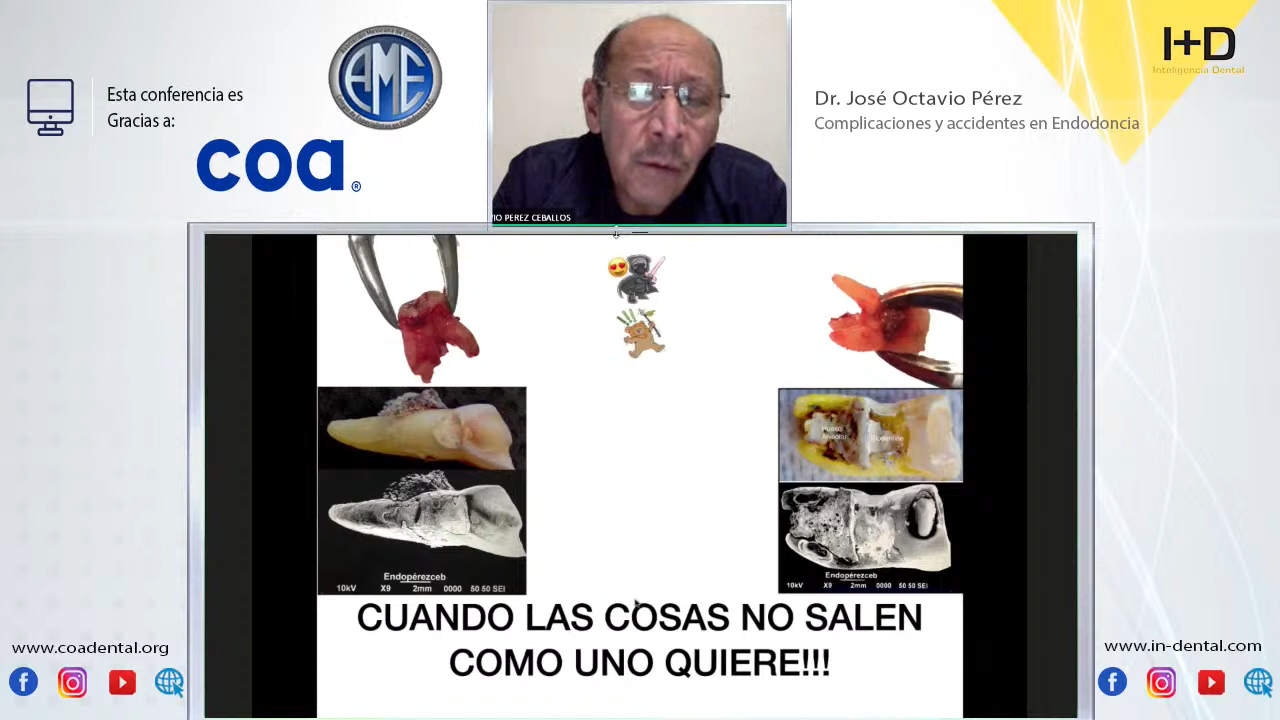 Esta conferencia es
Gracias a:
coa®
AME
I+D
Inteligencia Dental
Dr. José Octavio Pérez
Complicaciones y accidentes en Endodoncia
IO PEREZ CEBALLOS
Hueso
Alveolar
Biodentine
Endopérezceb
10kV X9 2mm 0000 50 50 SEI
Endopérezceb
10kV X9 2mm 0000 50 50 SEI
CUANDO LAS COSAS NO SALEN
COMO UNO QUIERE!!!
www.coadental.org
www.in-dental.com